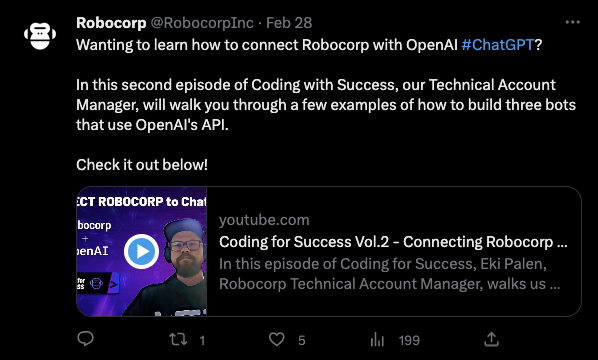 Robocorp @RobocorpInc · Feb 28
Wanting to learn how to connect Robocorp with OpenAI #ChatGPT?
In this second episode of Coding with Success, our Technical Account
Manager, will walk you through a few examples of how to build three bots
that use OpenAI's API.
Check it out below!
ECT ROBOCORP to Chat
bocorp
+
enAI
youtube.com
Coding for Success Vol.2 - Connecting Robocorp ...
In this episode of Coding for Success, Eki Palen,
Robocorp Technical Account Manager, walks us ...
1
5
199